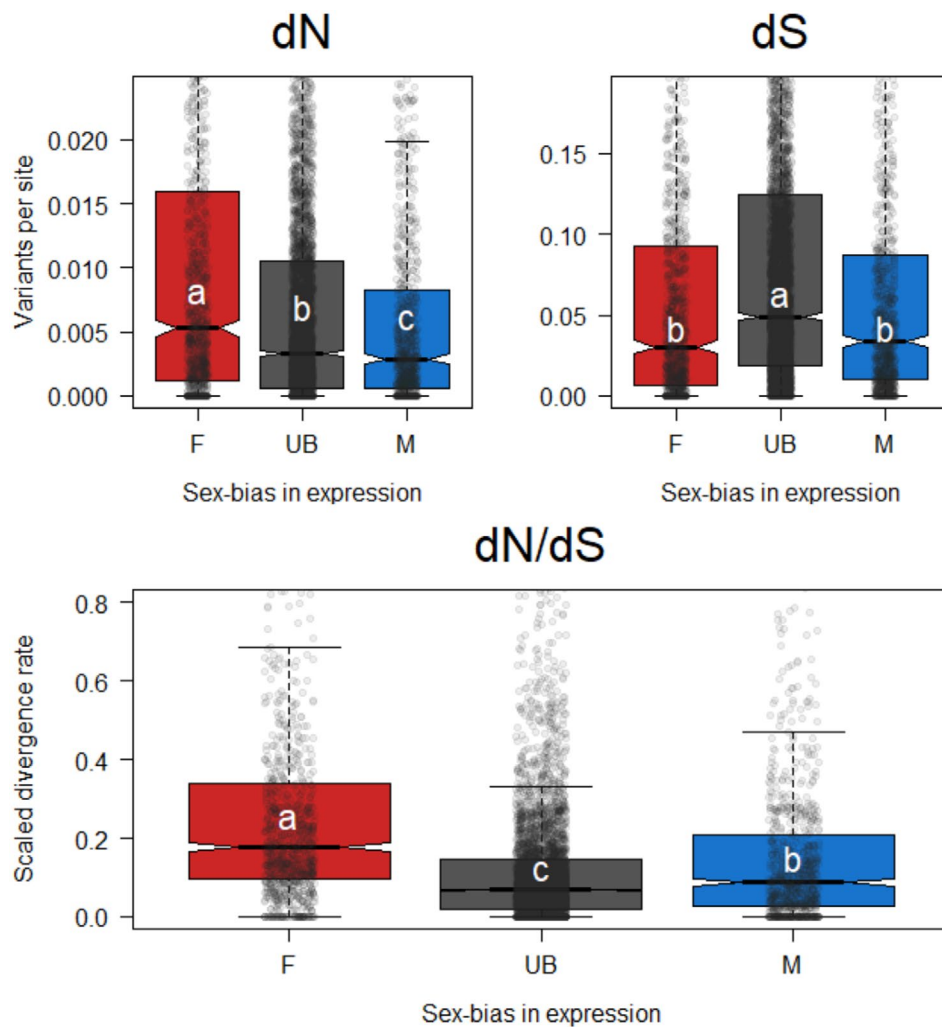 dN
dS
Variants per site
0.020
0.015
0.010
0.005
0.000
a
b
c
F
UB
M
Sex-bias in expression
0.15
0.10
0.05
0.00
b
a
b
F
UB
M
Sex-bias in expression
dN/dS
Scaled divergence rate
0.8
0.6
0.4
0.2
0.0
a
c
b
F
UB
M
Sex-bias in expression